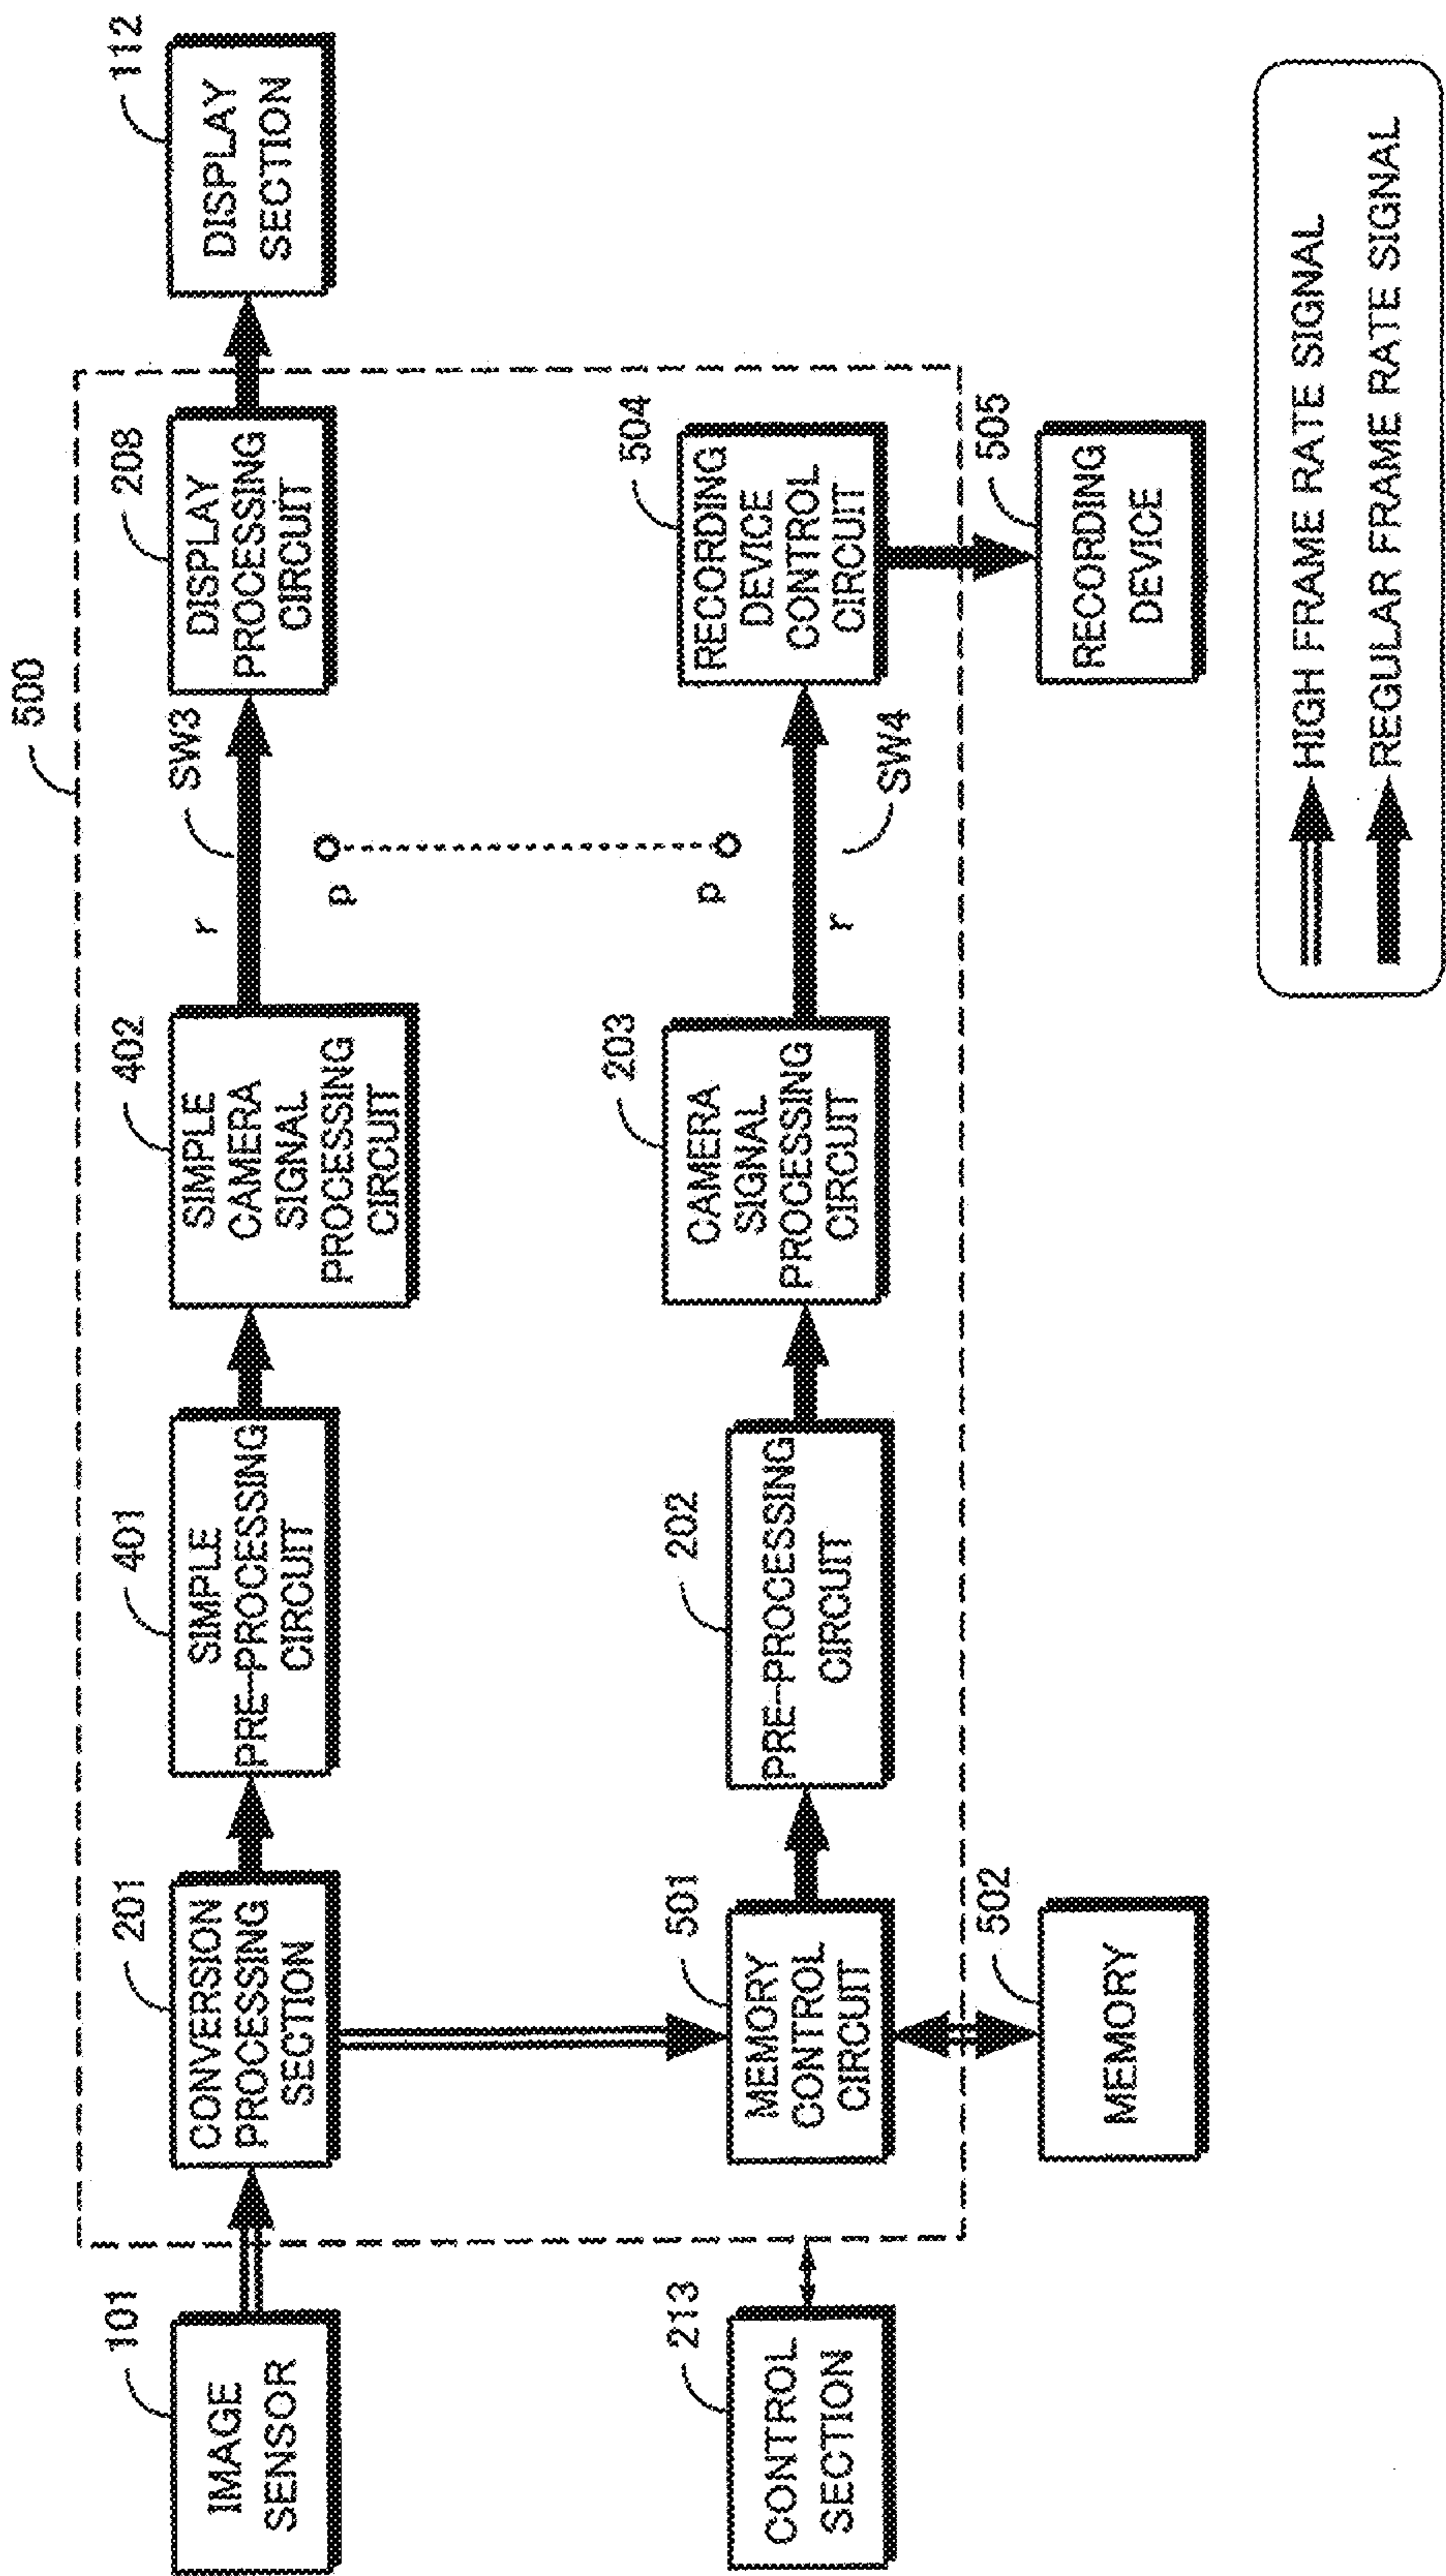 500
101
IMAGE
SENSOR
201
CONVERSION
PROCESSING
SECTION
401
SIMPLE
PRE-PROCESSING
CIRCUIT
402
SIMPLE
CAMERA
SIGNAL
PROCESSING
CIRCUIT
r
SW3
208
DISPLAY
PROCESSING
CIRCUIT
112
DISPLAY
SECTION
p
p
213
CONTROL
SECTION
501
MEMORY
CONTROL
CIRCUIT
202
PRE-PROCESSING
CIRCUIT
203
CAMERA
SIGNAL
PROCESSING
CIRCUIT
r
SW4
504
RECORDING
DEVICE
CONTROL
CIRCUIT
502
MEMORY
505
RECORDING
DEVICE
HIGH FRAME RATE SIGNAL
REGULAR FRAME RATE SIGNAL